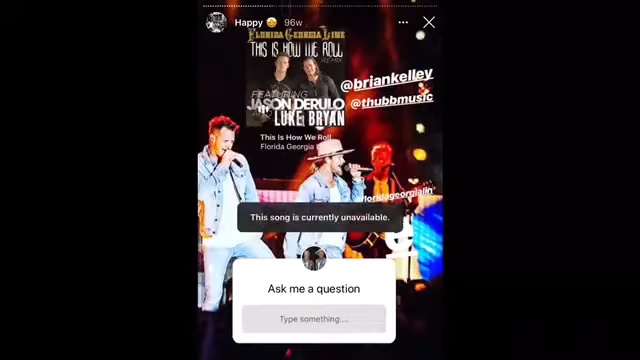 Happy 🤩 96w
FLORIDA GEORGIA LINE
THIS IS HOW WE ROLL
REMIX
FEATURING
JASON DERULO
LUKE BRYAN
@briankelley
@thubbmusic
This Is How We Roll
Florida Georgia
floridageorgialin
This song is currently unavailable.
Ask me a question
Type something....